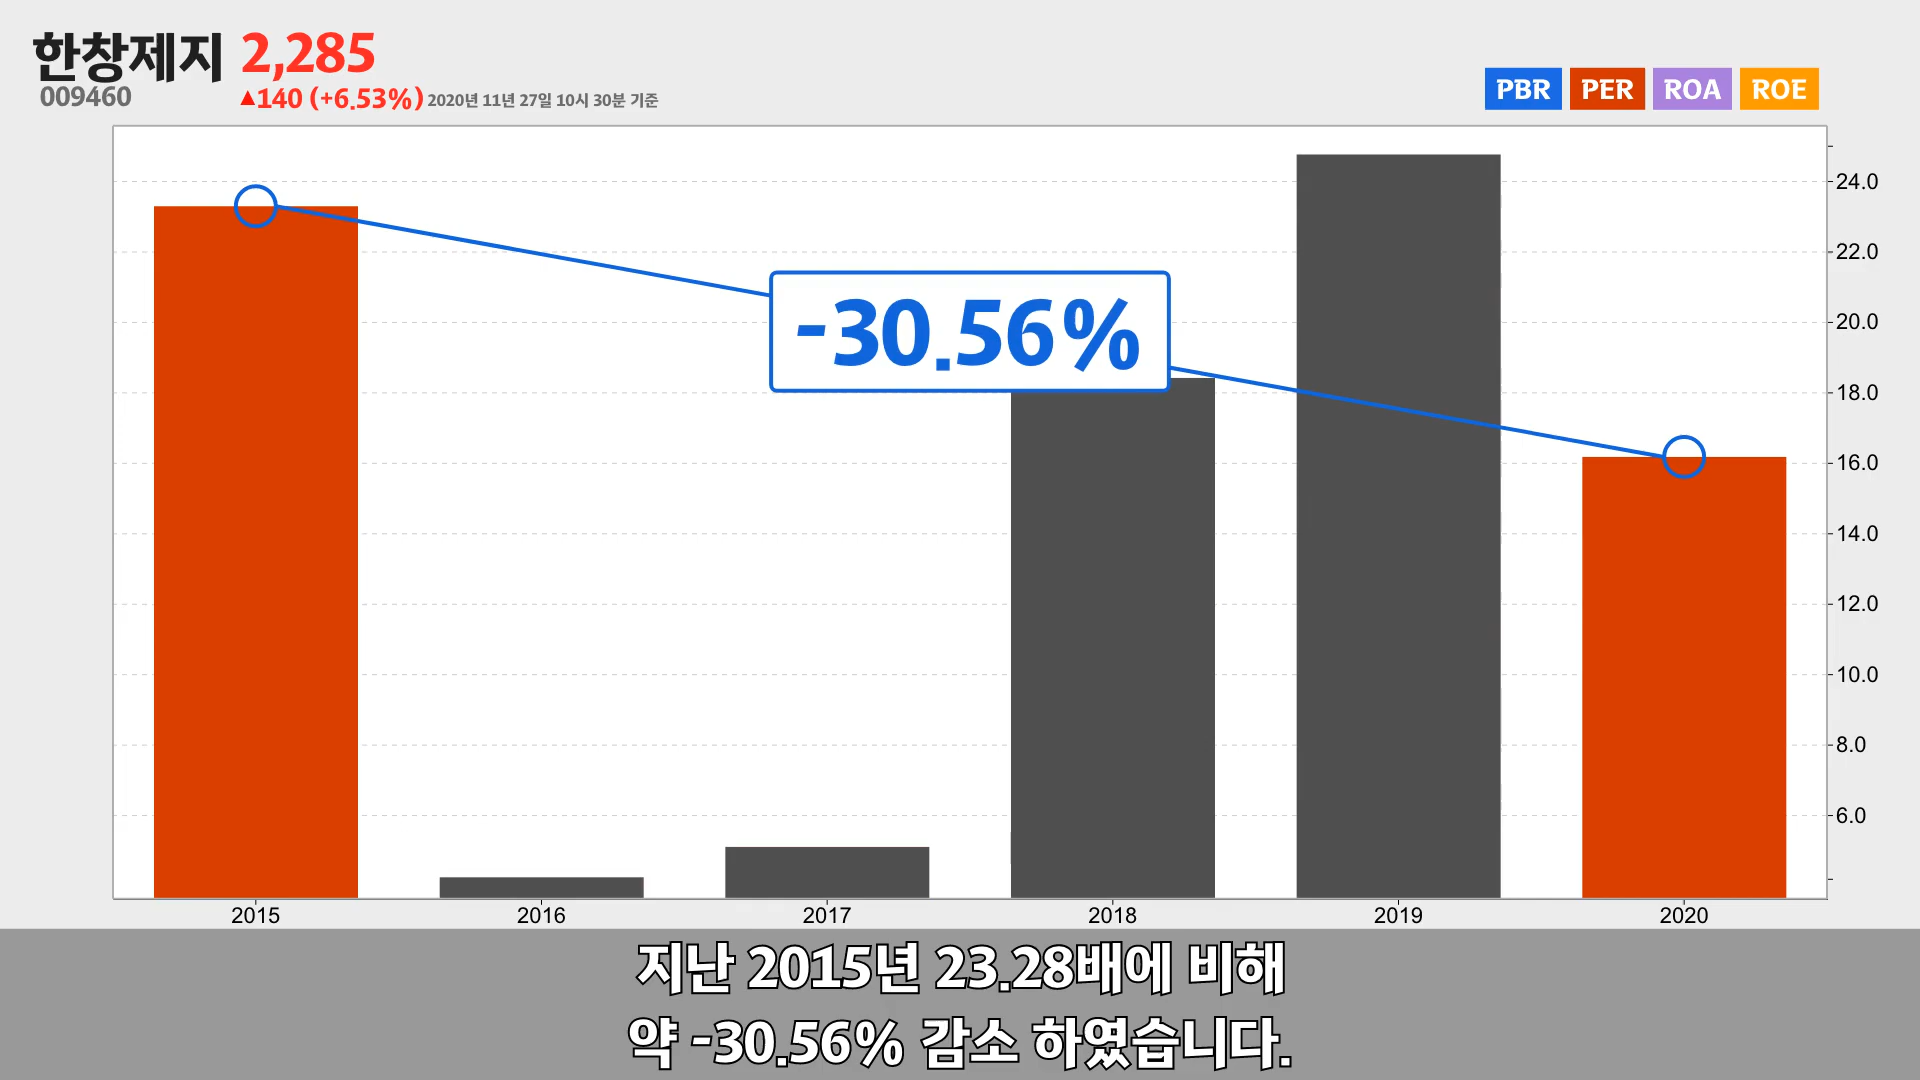 한창제지 2,285
009460 ▲140 (+6.53%) 2020년 11년 27일 10시 30분 기준
PBR PER ROA ROE
24.0
22.0
-30.56%
20.0
18.0
16.0
14.0
12.0
10.0
8.0
6.0
2015 2016 2017 2018 2019 2020
지난 2015년 23.28배에 비해
약 -30.56% 감소 하였습니다.